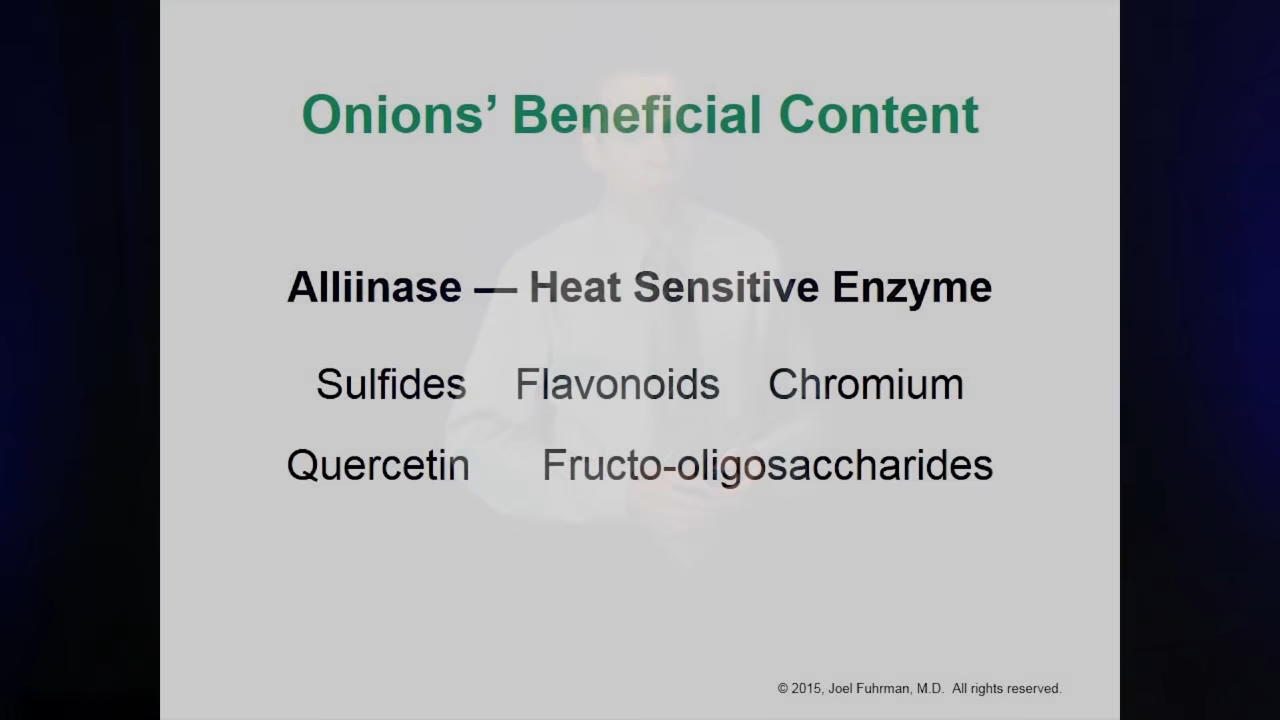 Onions’ Beneficial Content
Alliinase — Heat Sensitive Enzyme
Sulfides Flavonoids Chromium
Quercetin Fructo-oligosaccharides
© 2015, Joel Fuhrman, M.D. All rights reserved.